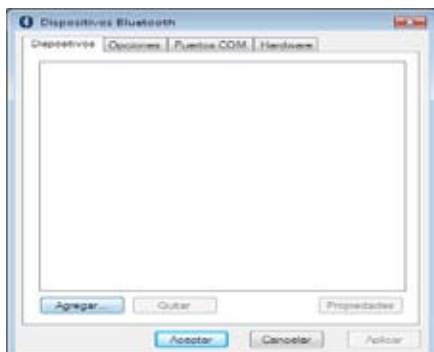 Dispositivos Bluetooth
Dispositivos Opciones Puertos COM Hardware
Agregar... Quitar Propiedades
Aceptar Cancelar Aplicar